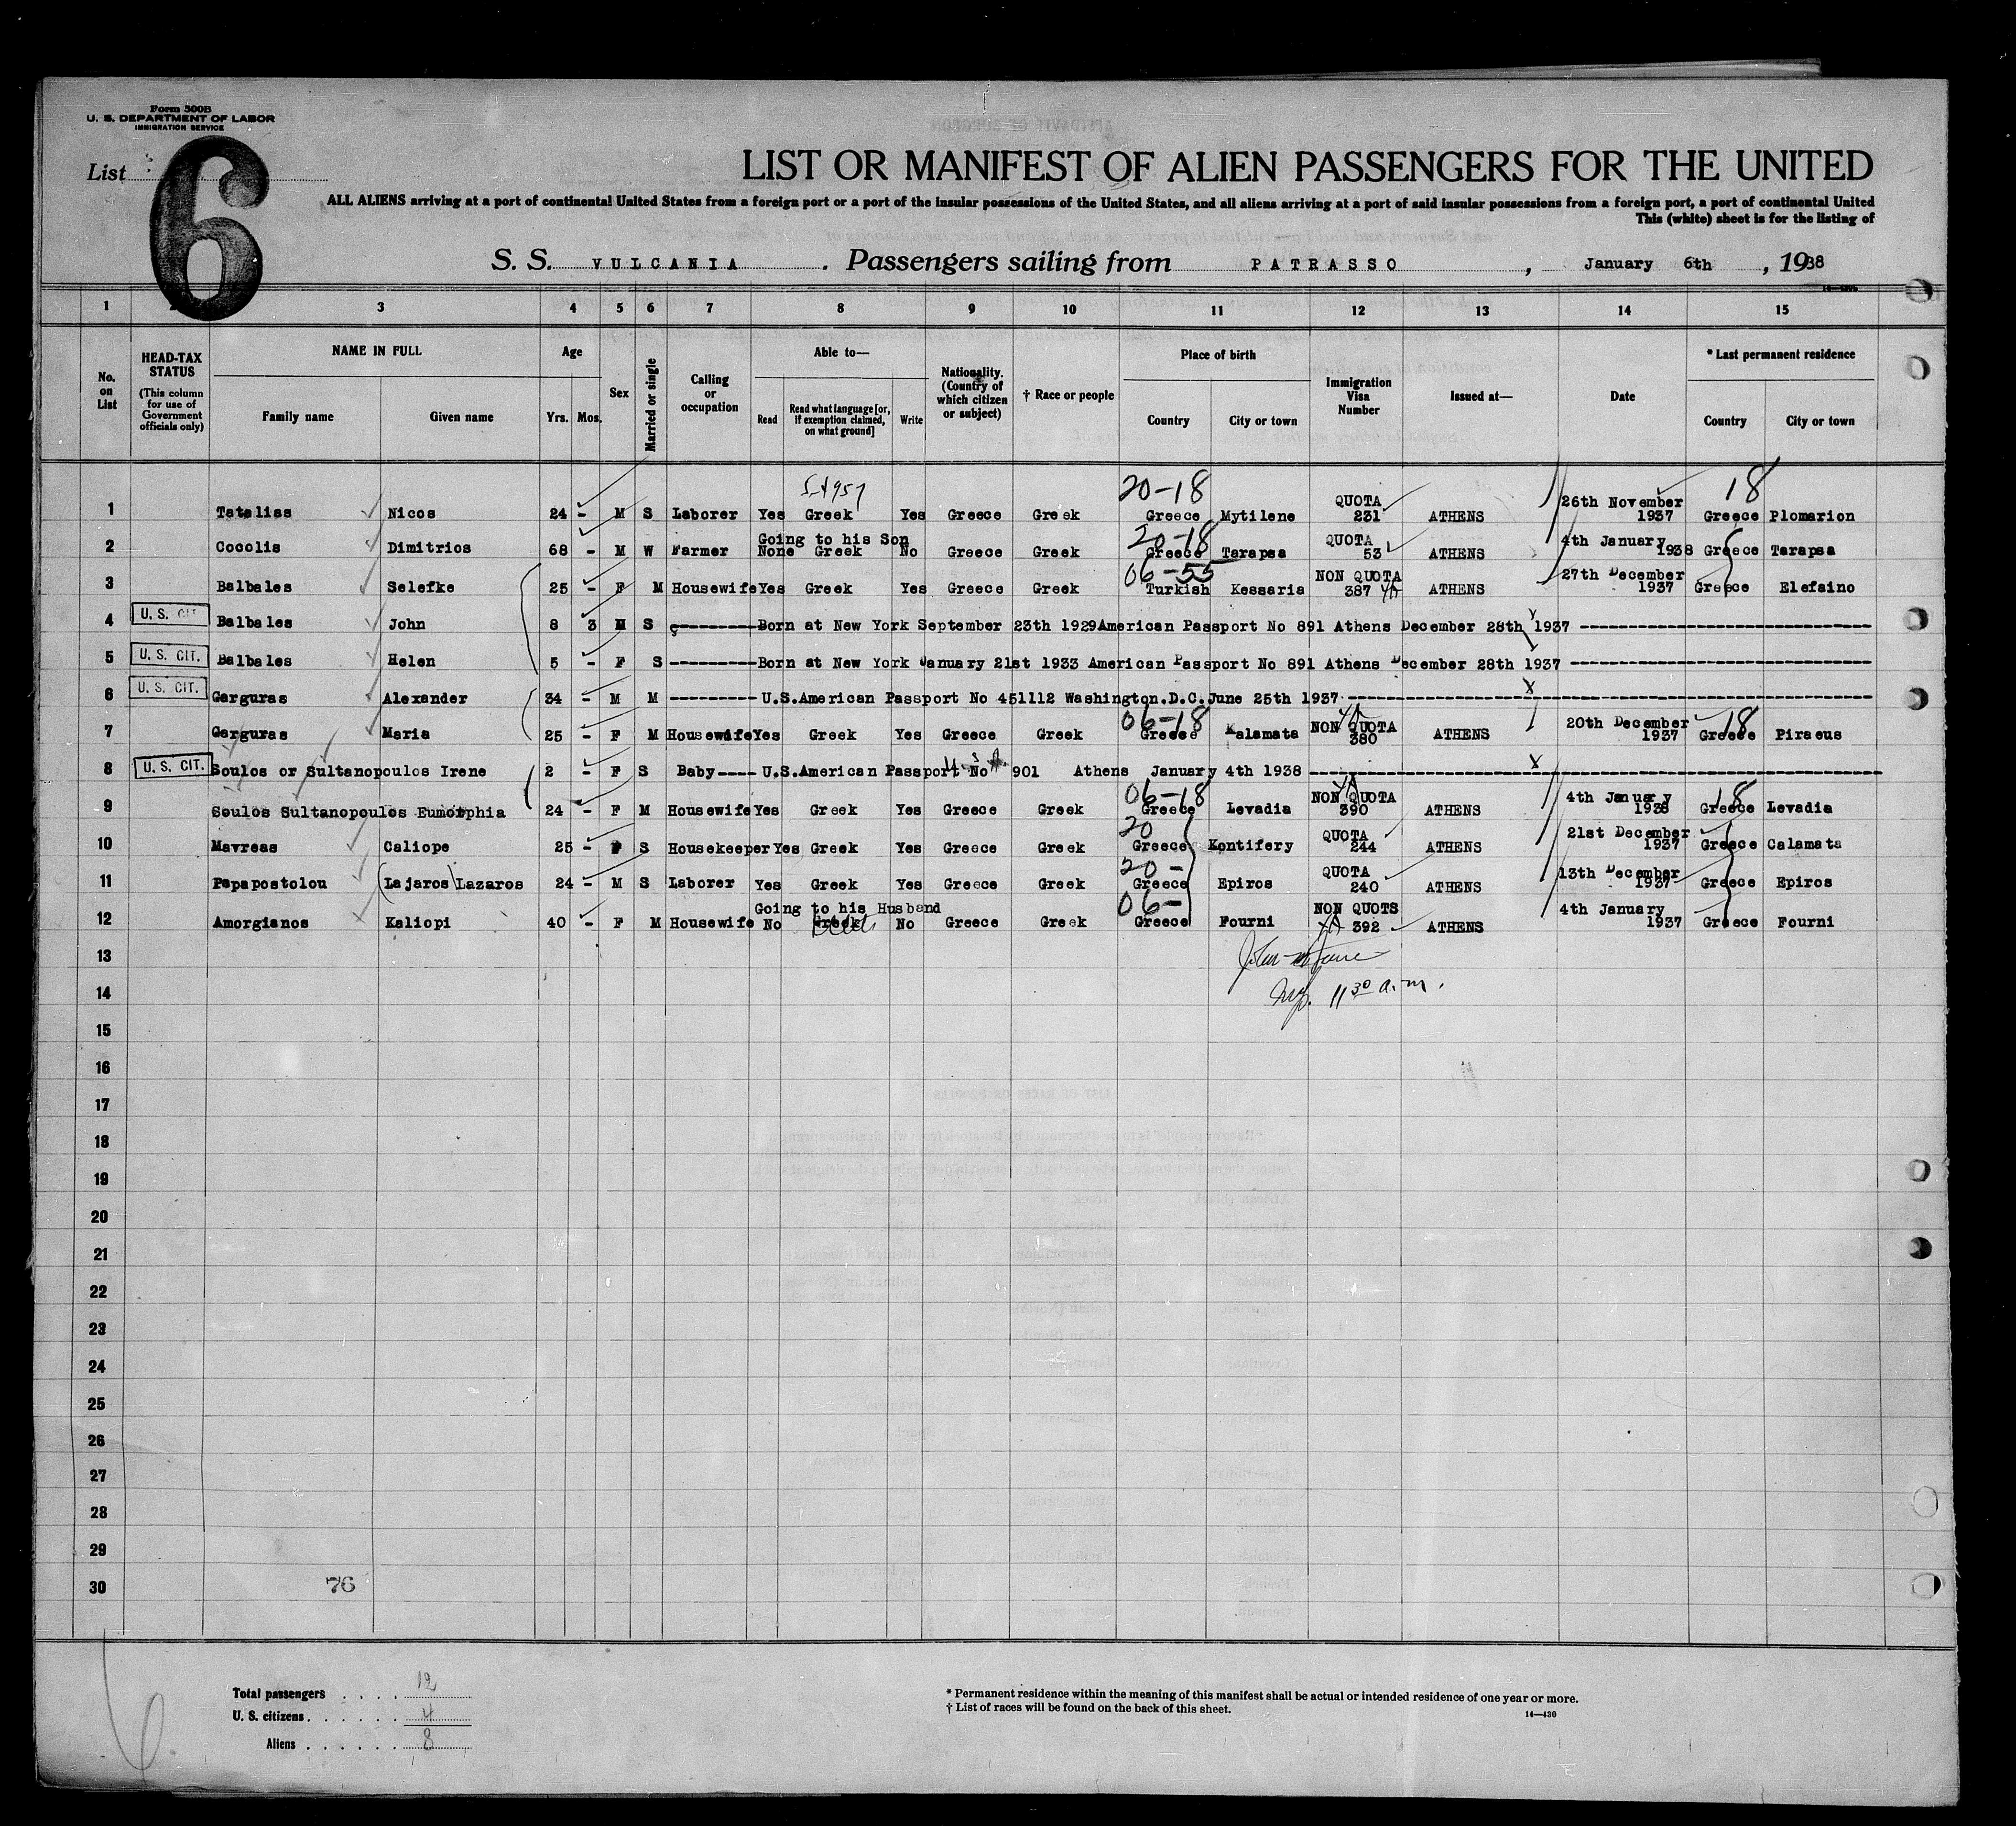 Form 500B
U. S. DEPARTMENT OF LABOR
IMMIGRATION SERVICE
List 6
LIST OR MANIFEST OF ALIEN PASSENGERS FOR THE UNITED
ALL ALIENS arriving at a port of continental United States from a foreign port or a port of the insular possessions of the United States, and all aliens arriving at a port of said insular possessions from a foreign port, a port of continental United
This (white) sheet is for the listing of
S. S. VULCANIA. Passengers sailing from PATRASSO, January 6th, 1938
1 3 4 5 6 7 8 9 10 11 12 13 14 15
No. on List HEAD-TAX STATUS (This column for use of Government officials only) NAME IN FULL Family name Given name Age Yrs. Mos. Sex Married or single Calling or occupation Able to— Read Read what language [or, if exemption claimed, on what ground] Write Nationality. (Country of which citizen or subject) † Race or people Place of birth Country City or town Immigration Visa Number Issued at— Date * Last permanent residence Country City or town
20-18 QUOTA 26th November 18
1 Tatalias Nicos 24 - M S Laborer Yes Greek Yes Greece Greek Greece Mytilene 231 ATHENS 1937 Greece Plomarion
Going to his Son 20-18 QUOTA 4th January
2 Cocolis Dimitrios 68 - M W Farmer None Greek No Greece Greek Greece Tarapsa 53 ATHENS 1938 Greece Tarapsa
06-55 NON QUOTA 27th December
3 Balbales Selefke 25 - F M Housewife Yes Greek Yes Greece Greek Turkish Kessaria 387 ATHENS 1937 Greece Elefsino
4 U. S. CIT. Balbales John 8 3 M S ---------Born at New York September 23th 1929American Passport No 891 Athens December 28th 1937 ----------
5 U. S. CIT. Balbales Helen 5 - F S ---------Born at New York January 21st 1933 American Passport No 891 Athens December 28th 1937 ----------
6 U. S. CIT. Garguras Alexander 34 - M M --------- U.S.American Passport No 451112 Washington.D.C.June 25th 1937 ----------
06-18 NON QUOTA 20th December 18
7 Garguras Maria 25 - F M Housewife Yes Greek Yes Greece Greek Greece Kalamata 380 ATHENS 1937 Greece Piraeus
8 U. S. CIT. Soulos or Sultanopoulos Irene 2 - F S Baby---- U.S.American Passport No 901 Athens January 4th 1938 ----------
06-18 NON QUOTA 4th January 18
9 Soulos Sultanopoulos Eumorphia 24 - F M Housewife Yes Greek Yes Greece Greek Greece Levadia 390 ATHENS 1938 Greece Levadia
20 QUOTA 21st December
10 Mavreas Caliope 25 - F S Housekeeper Yes Greek Yes Greece Greek Greece Kontifery 244 ATHENS 1937 Greece Calamata
20 - QUOTA 13th December
11 Papapostolou (Lajaros) Lazaros 24 - M S Laborer Yes Greek Yes Greece Greek Greece Epiros 240 ATHENS 1937 Greece Epiros
Going to his Husband 06- NON QUOTS 4th January
12 Amorgianos Kaliopi 40 - F M Housewife No Greek No Greece Greek Greece Fourni 392 ATHENS 1937 Greece Fourni
13
14 11 30 a.m.
15
16
17
18
19
20
21
22
23
24
25
26
27
28
29
30 76
Total passengers . . . . 12
U. S. citizens . . . . . . 4
Aliens . . . . . . 8
6
* Permanent residence within the meaning of this manifest shall be actual or intended residence of one year or more.
† List of races will be found on the back of this sheet.
14—430